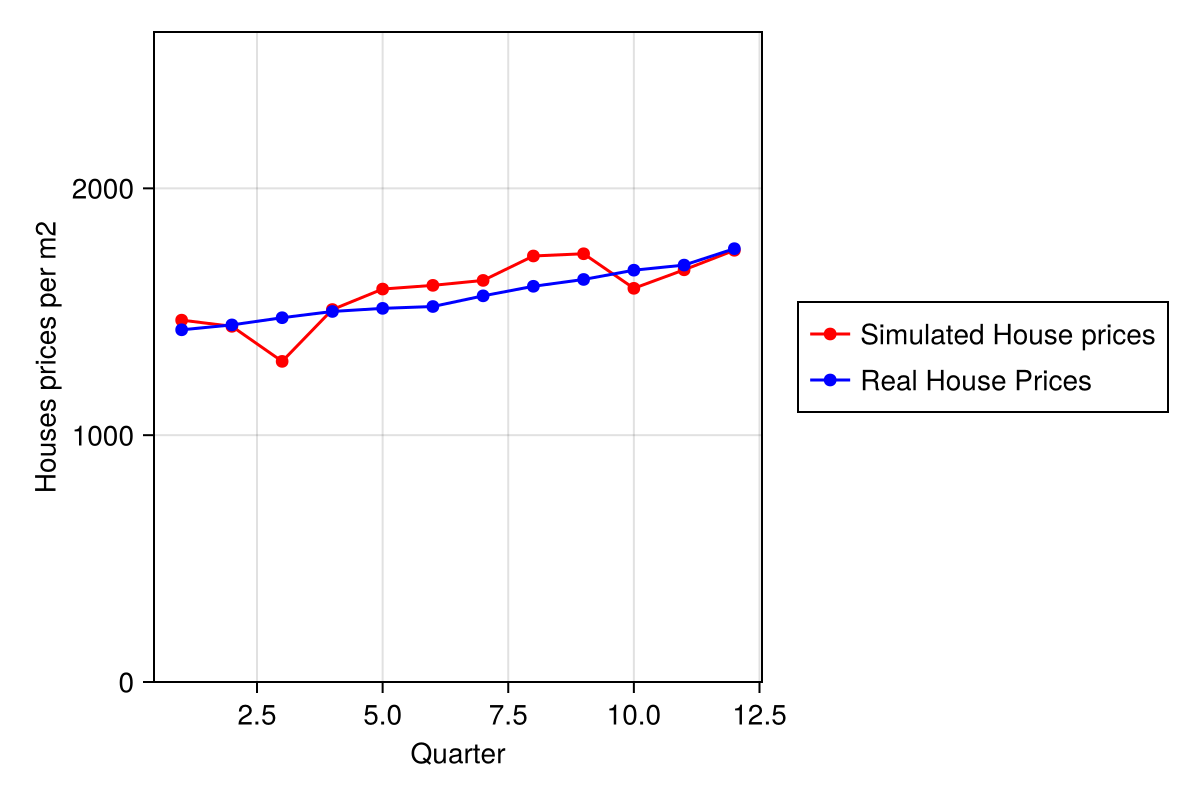 Houses prices per m2
2000
1000
0
2.5 5.0 7.5 10.0 12.5
Quarter
Simulated House prices
Real House Prices